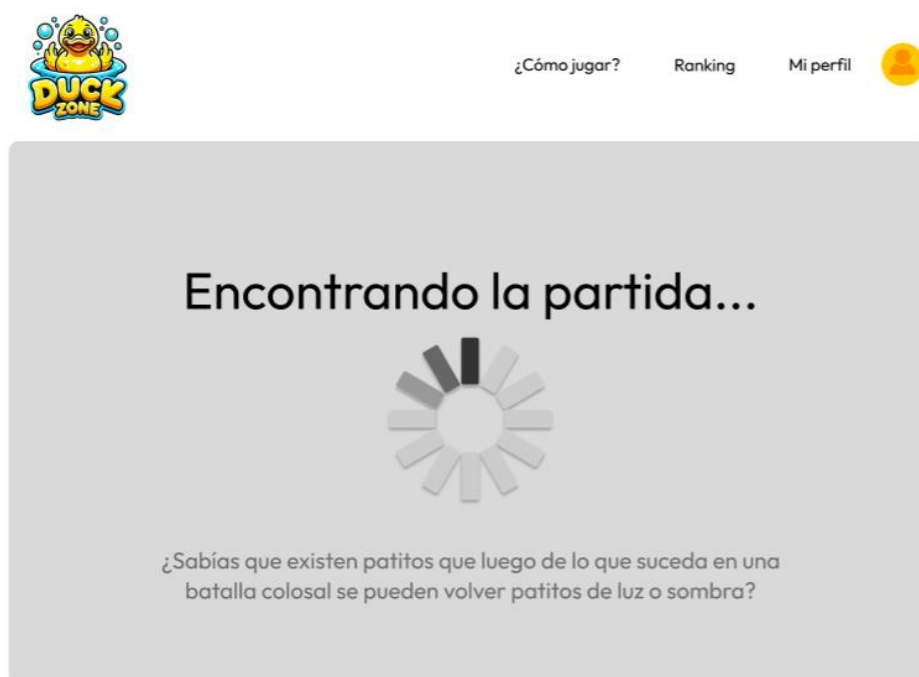 DUCK
ZONE
¿Cómo jugar? Ranking Mi perfil
Encontrando la partida...
¿Sabías que existen patitos que luego de lo que suceda en una
batalla colosal se pueden volver patitos de luz o sombra?